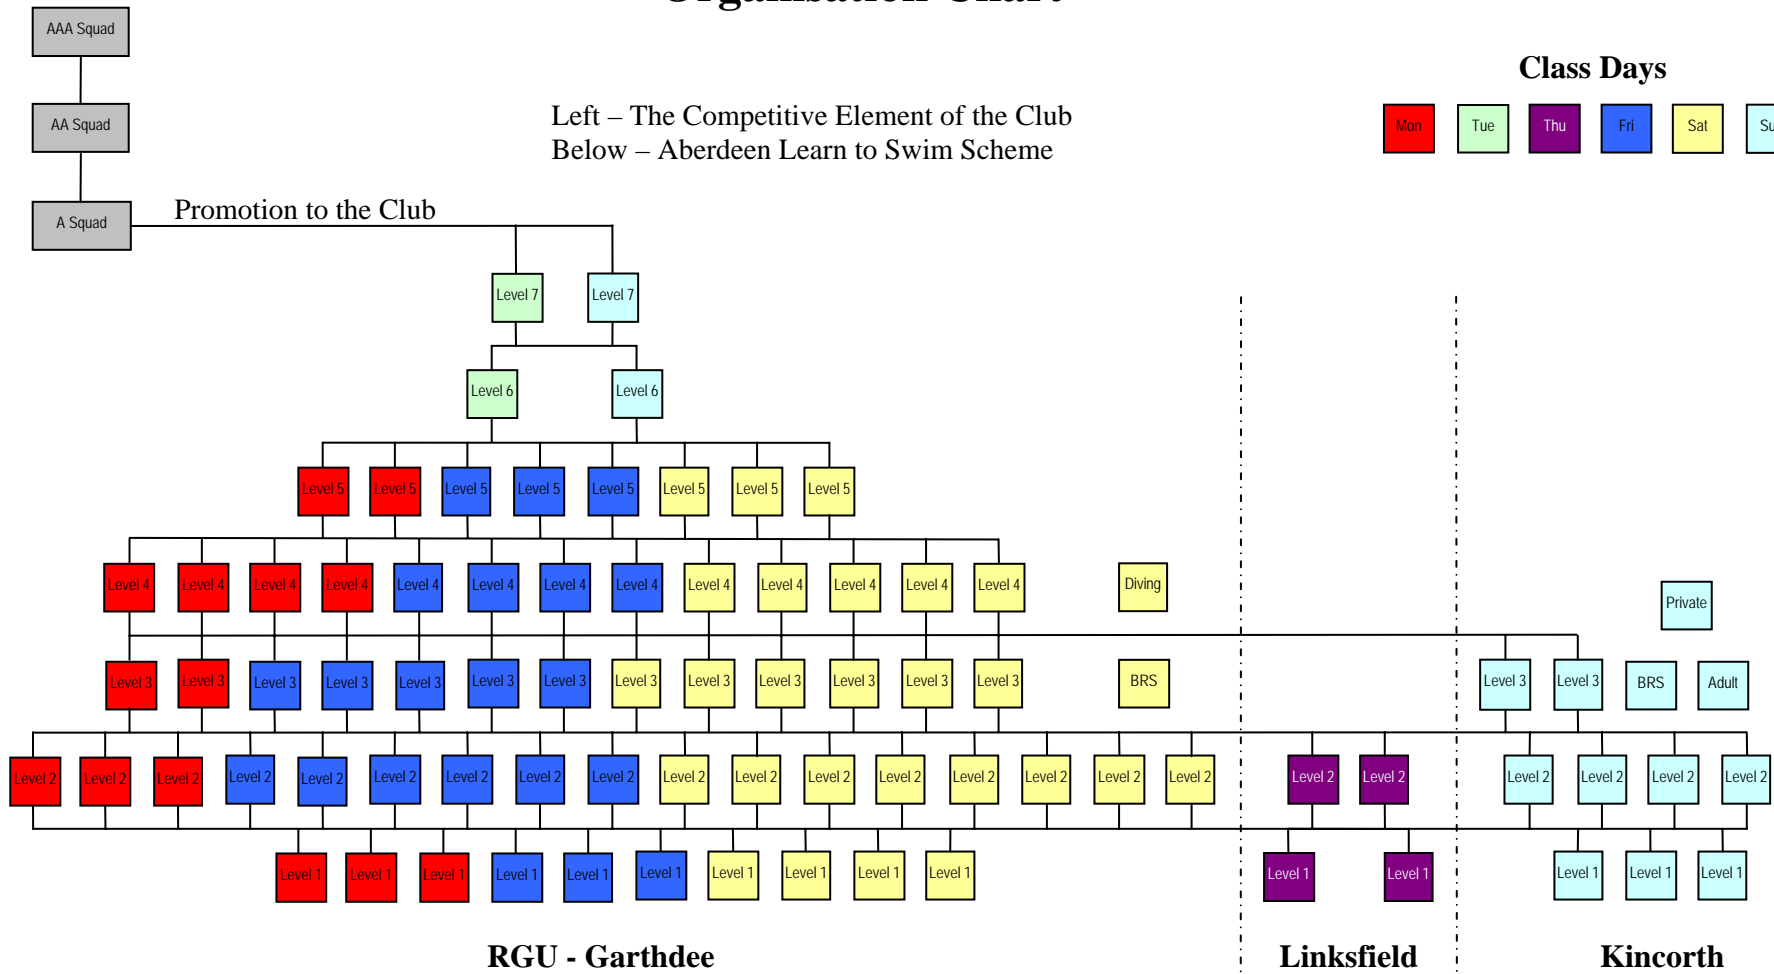 Organisation Chart
AAA Squad
Class Days
AA Squad
Left – The Competitive Element of the Club
Below – Aberdeen Learn to Swim Scheme
Mon Tue Thu Fri Sat Su
A Squad
Promotion to the Club
Level 7 Level 7
Level 6 Level 6
Level 5 Level 5 Level 5 Level 5 Level 5 Level 5 Level 5 Level 5
Level 4 Level 4 Level 4 Level 4 Level 4 Level 4 Level 4 Level 4 Level 4 Level 4 Level 4 Level 4 Level 4 Diving
Private
Level 3 Level 3 Level 3 Level 3 Level 3 Level 3 Level 3 Level 3 Level 3 Level 3 Level 3 Level 3 Level 3 BRS Level 3 Level 3 BRS Adult
Level 2 Level 2 Level 2 Level 2 Level 2 Level 2 Level 2 Level 2 Level 2 Level 2 Level 2 Level 2 Level 2 Level 2 Level 2 Level 2 Level 2 Level 2 Level 2 Level 2 Level 2 Level 2 Level 2
Level 1 Level 1 Level 1 Level 1 Level 1 Level 1 Level 1 Level 1 Level 1 Level 1 Level 1 Level 1 Level 1 Level 1 Level 1
RGU - Garthdee Linksfield Kincorth